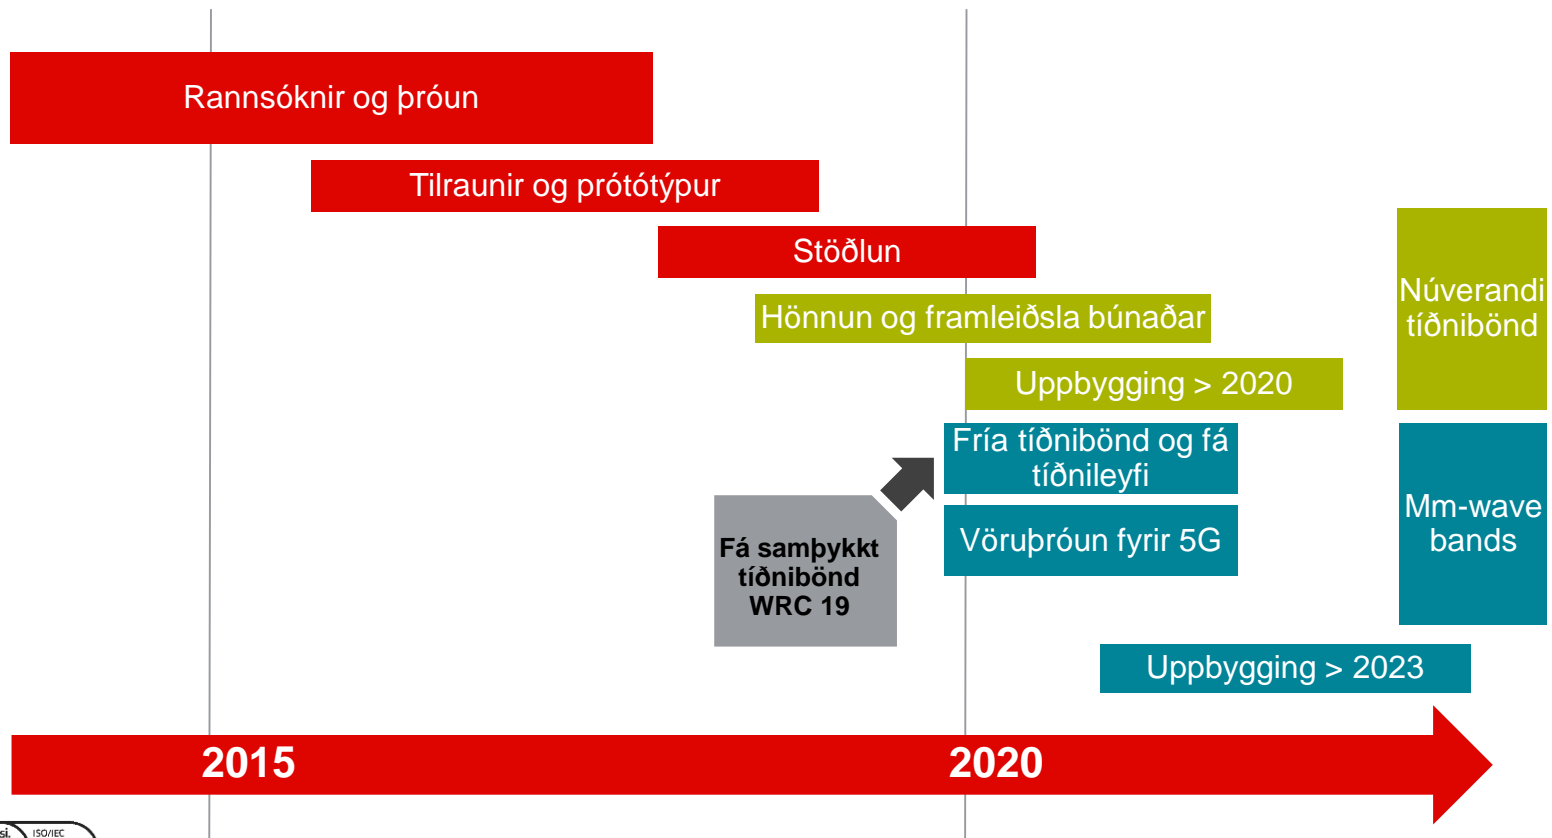 Rannsóknir og þróun
Tilraunir og prótótýpur
Stöðlun
Hönnun og framleiðsla búnaðar
Uppbygging > 2020
Núverandi
tíðnibönd
Fría tíðnibönd og fá
tíðnileyfi
Vöruþróun fyrir 5G
Fá samþykkt
tíðnibönd
WRC 19
Mm-wave
bands
Uppbygging > 2023
2015
2020
si.
ISO/IEC